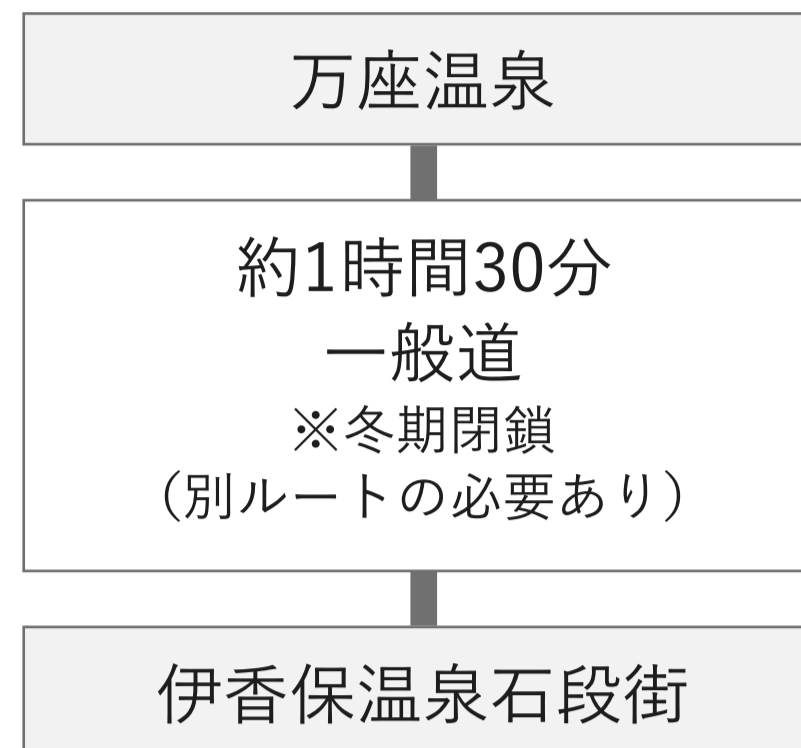 万座温泉
約1時間30分
一般道
※冬期閉鎖
（別ルートの必要あり）
伊香保温泉石段街